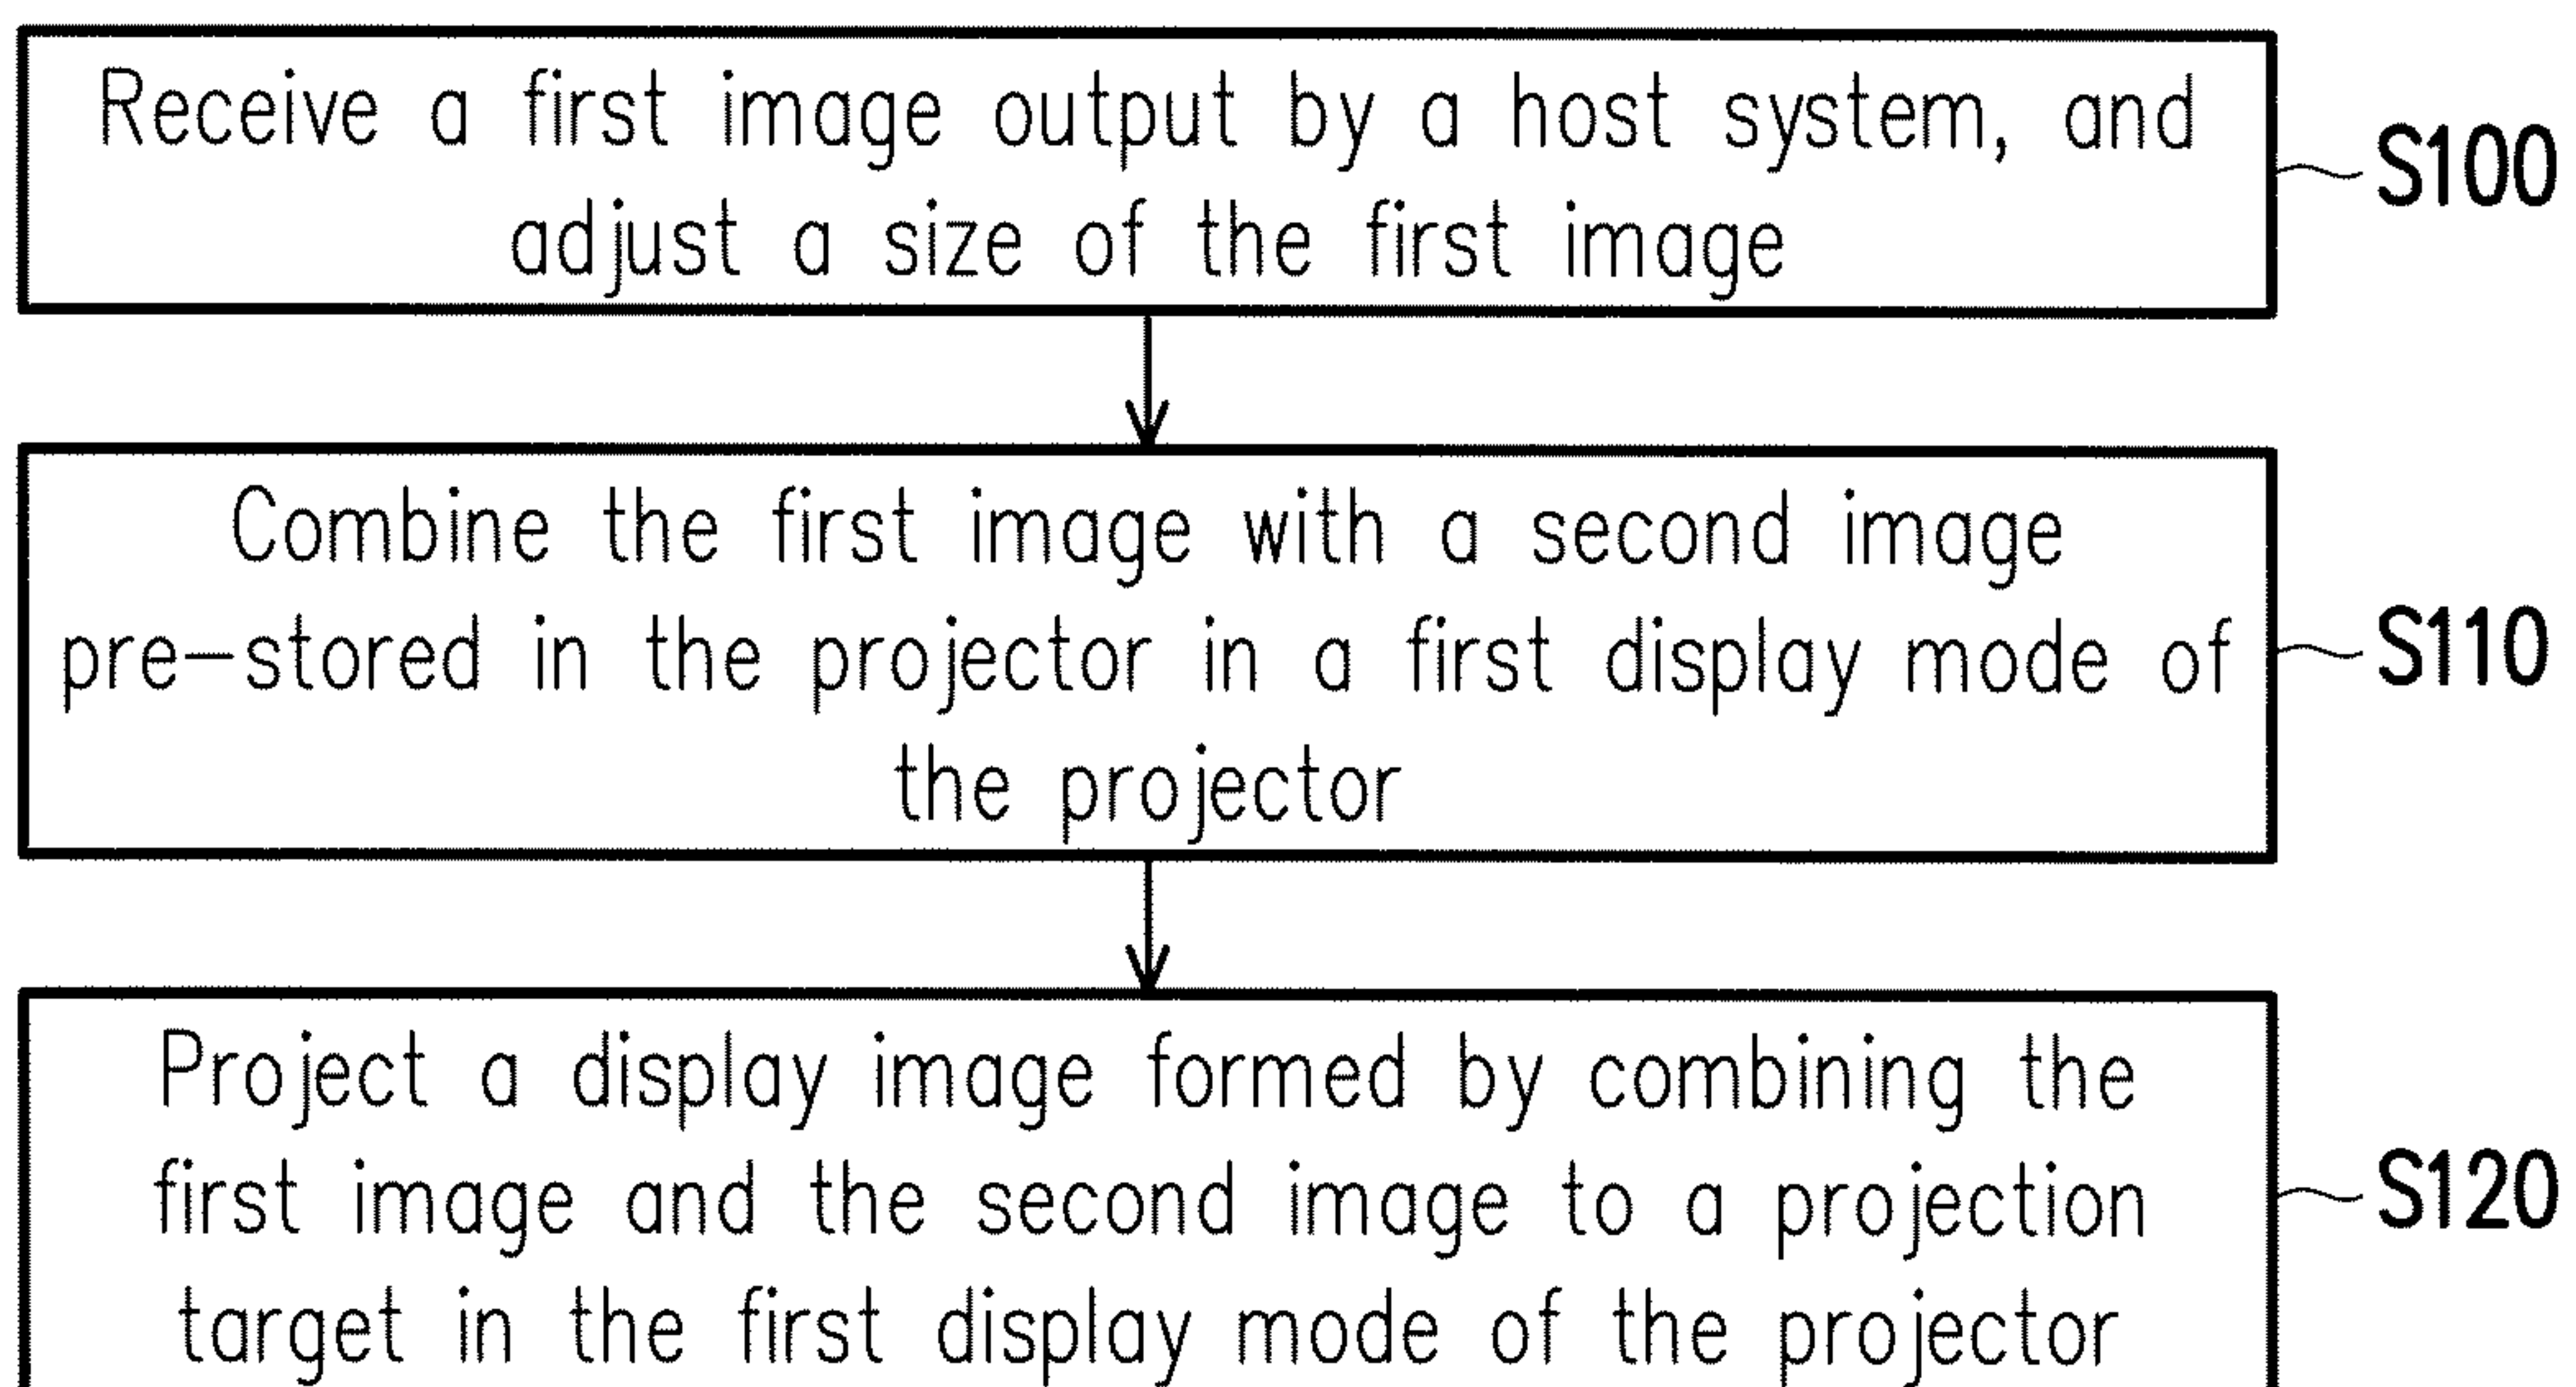 Receive a first image output by a host system, and
adjust a size of the first image
S100
Combine the first image with a second image
pre-stored in the projector in a first display mode of
the projector
S110
Project a display image formed by combining the
first image and the second image to a projection
target in the first display mode of the projector
S120